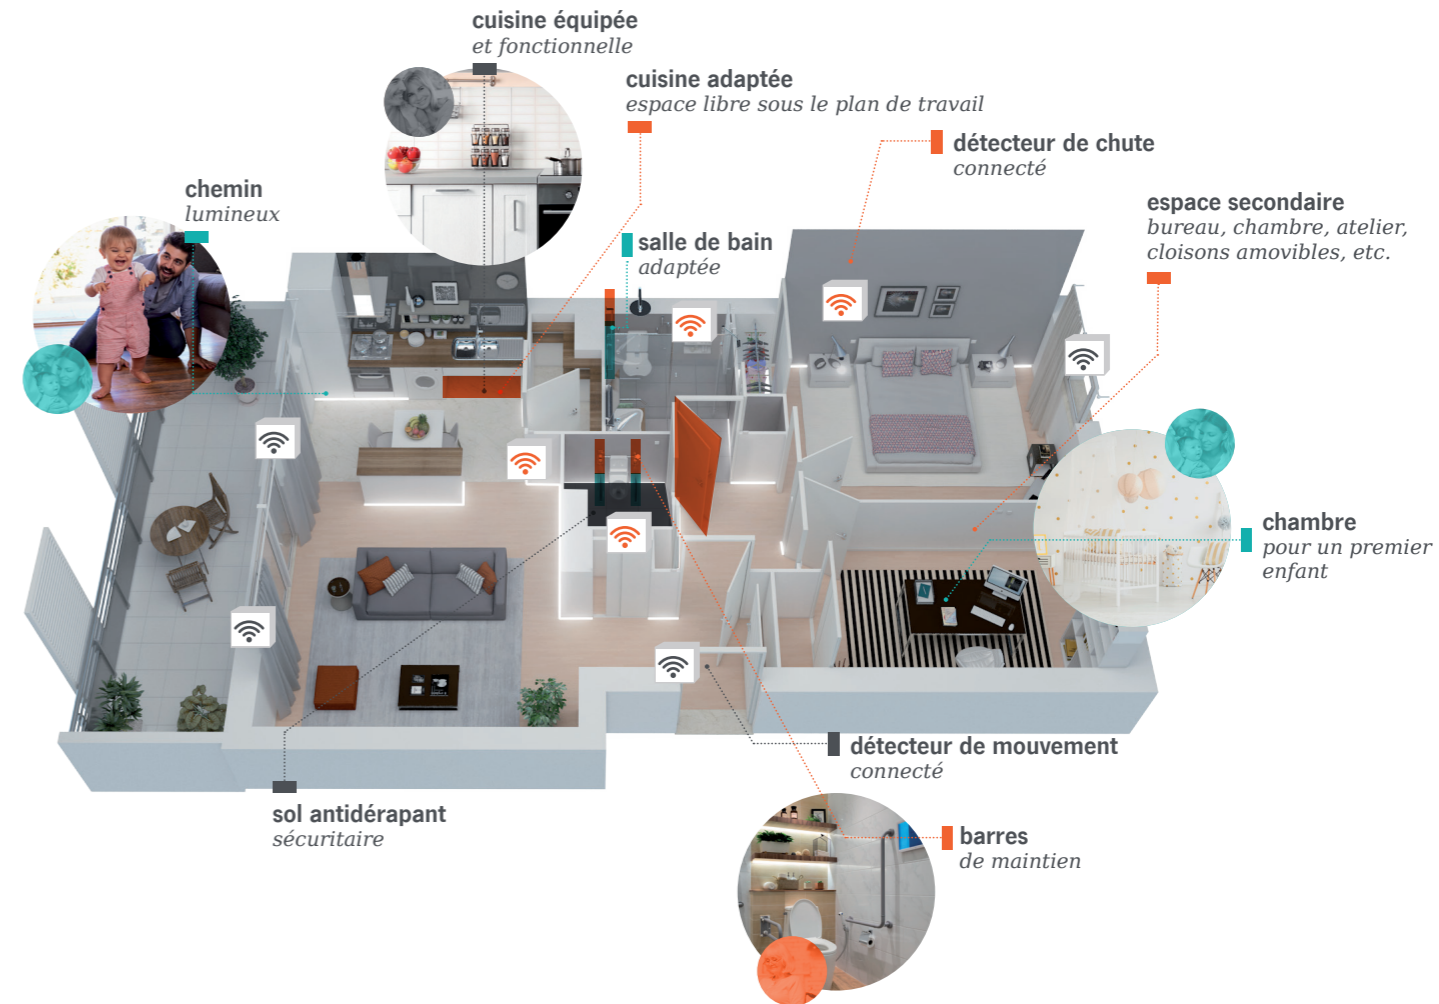 cuisine équipée
et fonctionnelle
cuisine adaptée
espace libre sous le plan de travail
détecteur de chute
connecté
chemin
lumineux
espace secondaire
bureau, chambre, atelier,
cloisons amovibles, etc.
salle de bain
adaptée
chambre
pour un premier
enfant
détecteur de mouvement
connecté
sol antidérapant
sécuritaire
barres
de maintien